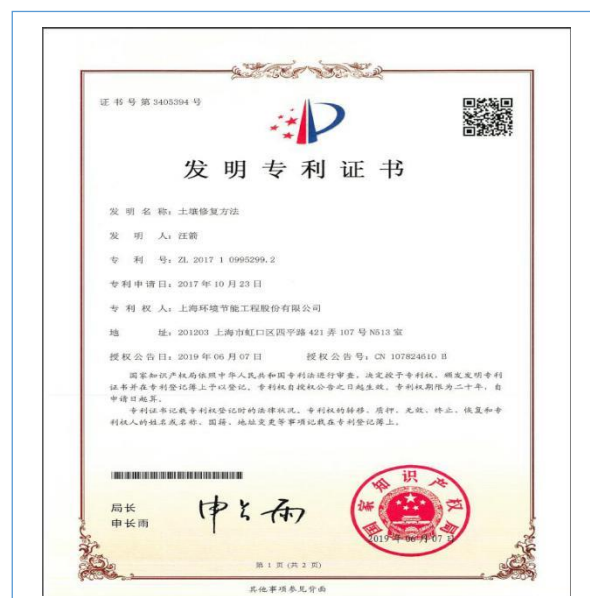 证书号第3405394号
发明专利证书
发明名称：土壤修复方法
发明人：汪箭
专利号：ZL 2017 1 0995299.2
专利申请日：2017年10月23日
专利权人：上海环境节能工程股份有限公司
地址：201203 上海市虹口区四平路421弄107号N513室
授权公告日：2019年06月07日 授权公告号：CN 107824610 B
国家知识产权局依照中华人民共和国专利法进行审查，决定授予专利权，颁发发明专利
证书并在专利登记簿上予以登记。专利权自授权公告之日起生效。专利权期限为二十年，自
申请日起算。
专利证书记载专利权登记时的法律状况。专利权的转移、质押、无效、终止、恢复和专
利权人的姓名或名称、国籍、地址变更等事项记载在专利登记簿上。
局长
申长雨
申长雨
国家知识产权局
2019年06月07日
第1页(共2页)
其他事项参见背面